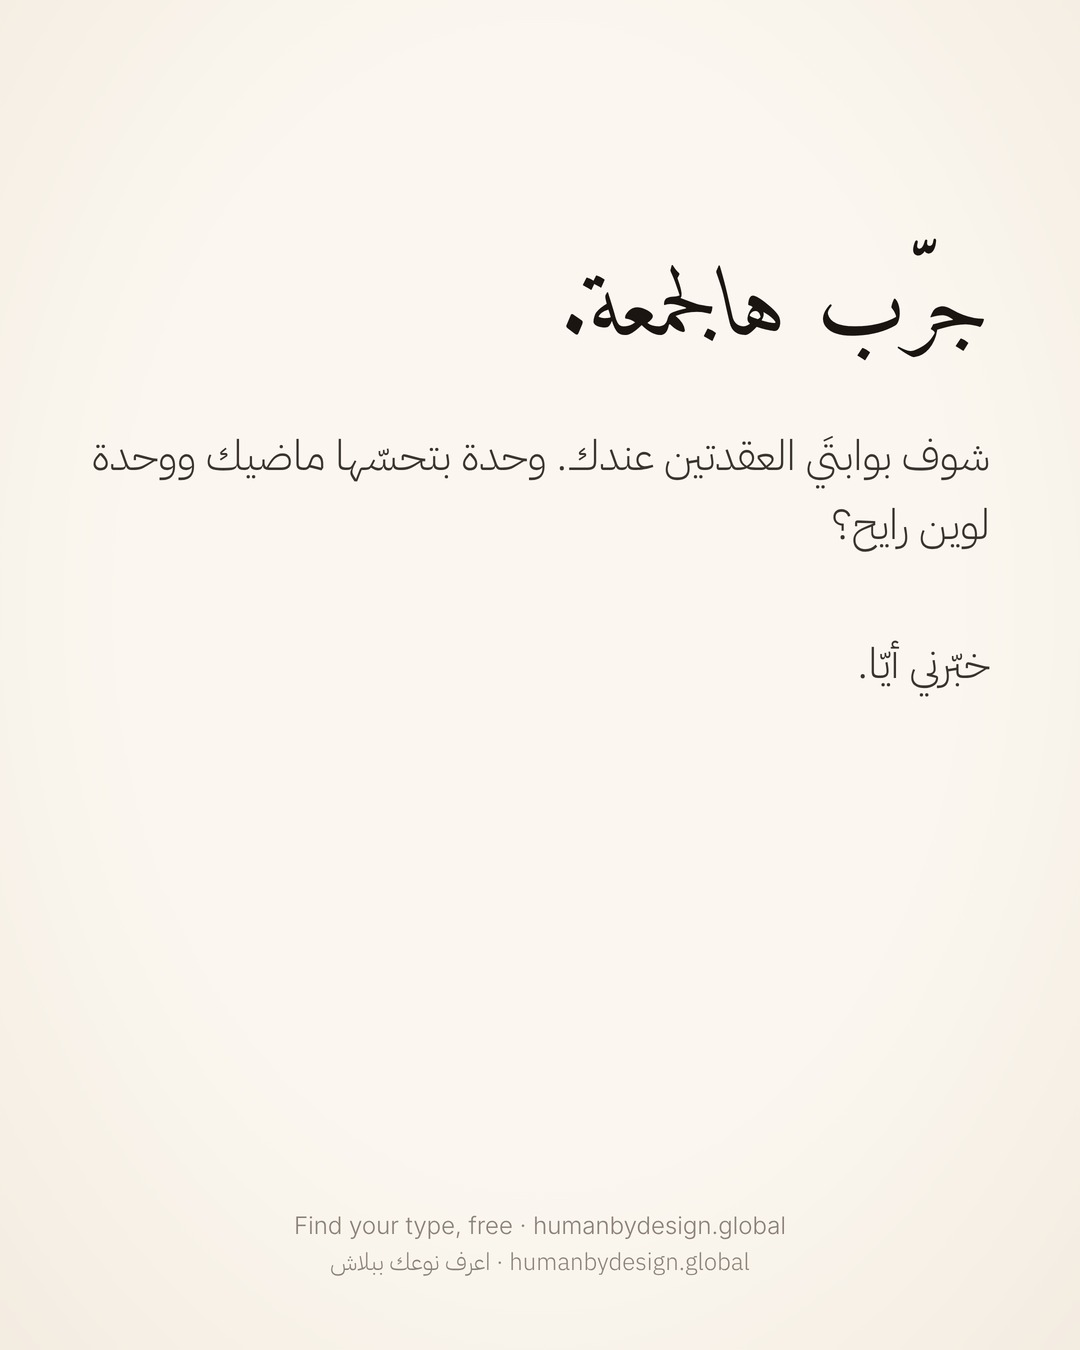 جرّب هالجمعة.
شوف بوابتَي العقدتين عندك. وحدة بتحسّها ماضيك ووحدة
لوين رايح؟
خبّرني أيّا.
Find your type, free · humanbydesign.global
اعرف نوعك ببلاش · humanbydesign.global